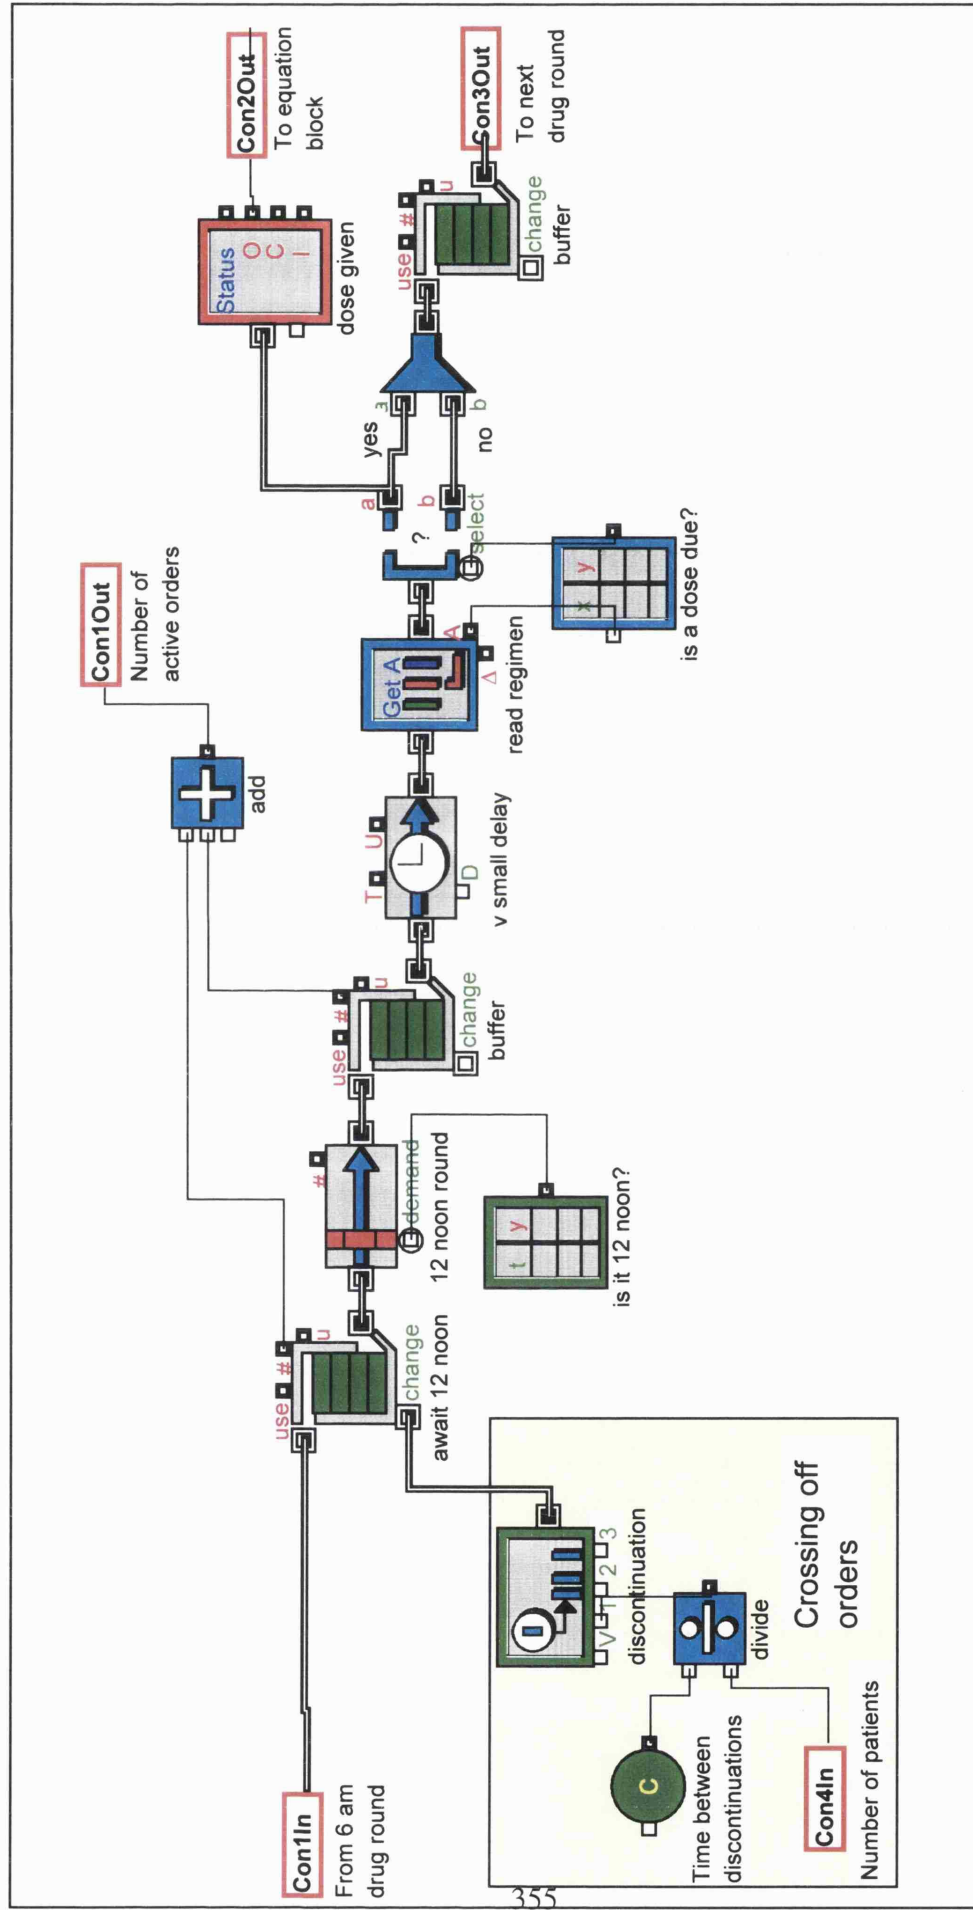 Con1In
From 6 am
drug round
use
#
u
change
await 12 noon
#
demand
12 noon round
t
y
is it 12 noon?
use
#
u
change
buffer
add
Con1Out
Number of
active orders
T
U
D
v small delay
Get A
A
Δ
read regimen
x
y
is a dose due?
?
select
a
b
yes
no
a
b
Status
O
C
I
dose given
Con2Out
To equation
block
use
#
u
change
buffer
Con3Out
To next
drug round
V
1
2
3
discontinuation
C
Time between
discontinuations
divide
Con4In
Number of patients
Crossing off
orders
355